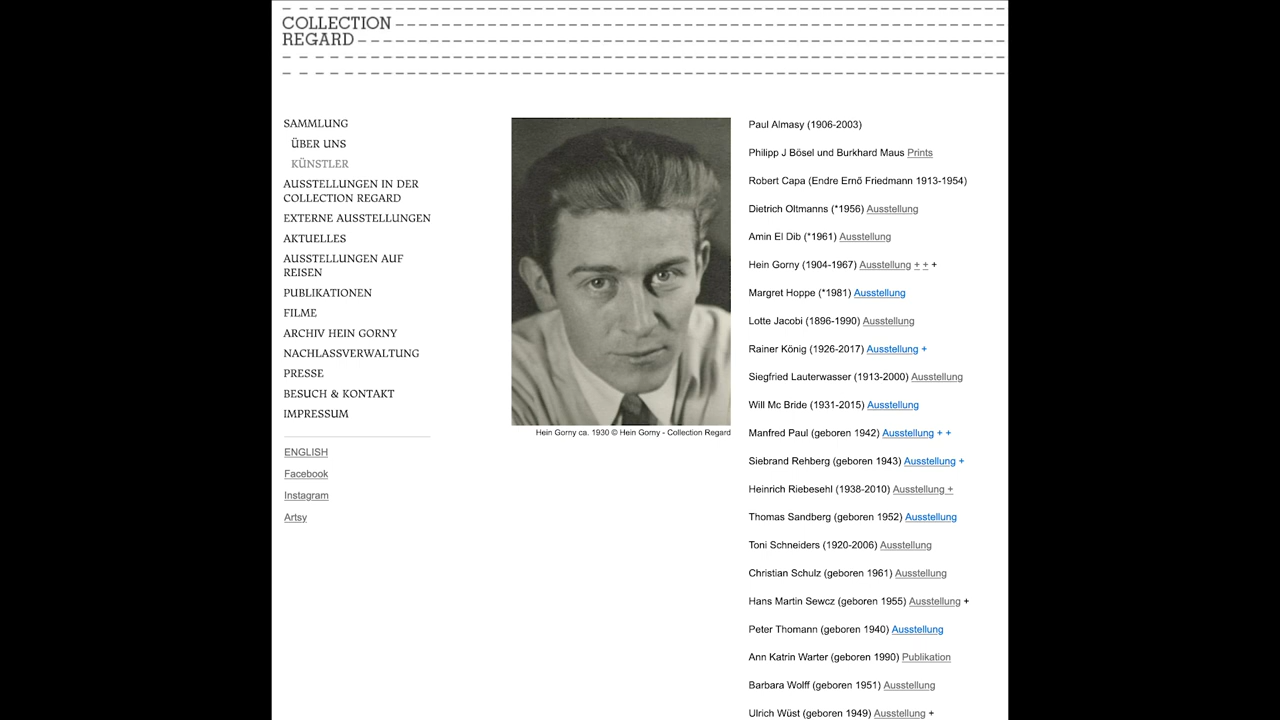 COLLECTION
REGARD
SAMMLUNG
ÜBER UNS
KÜNSTLER
AUSSTELLUNGEN IN DER
COLLECTION REGARD
EXTERNE AUSSTELLUNGEN
AKTUELLES
AUSSTELLUNGEN AUF
REISEN
PUBLIKATIONEN
FILME
ARCHIV HEIN GORNY
NACHLASSVERWALTUNG
PRESSE
BESUCH & KONTAKT
IMPRESSUM
ENGLISH
Facebook
Instagram
Artsy
Hein Gorny ca. 1930 © Hein Gorny - Collection Regard
Paul Almasy (1906-2003)
Philipp J Bösel und Burkhard Maus Prints
Robert Capa (Endre Ernő Friedmann 1913-1954)
Dietrich Oltmanns (*1956) Ausstellung
Amin El Dib (*1961) Ausstellung
Hein Gorny (1904-1967) Ausstellung + + +
Margret Hoppe (*1981) Ausstellung
Lotte Jacobi (1896-1990) Ausstellung
Rainer König (1926-2017) Ausstellung +
Siegfried Lauterwasser (1913-2000) Ausstellung
Will Mc Bride (1931-2015) Ausstellung
Manfred Paul (geboren 1942) Ausstellung + +
Siebrand Rehberg (geboren 1943) Ausstellung +
Heinrich Riebesehl (1938-2010) Ausstellung +
Thomas Sandberg (geboren 1952) Ausstellung
Toni Schneiders (1920-2006) Ausstellung
Christian Schulz (geboren 1961) Ausstellung
Hans Martin Sewcz (geboren 1955) Ausstellung +
Peter Thomann (geboren 1940) Ausstellung
Ann Katrin Warter (geboren 1990) Publikation
Barbara Wolff (geboren 1951) Ausstellung
Ulrich Wüst (geboren 1949) Ausstellung +